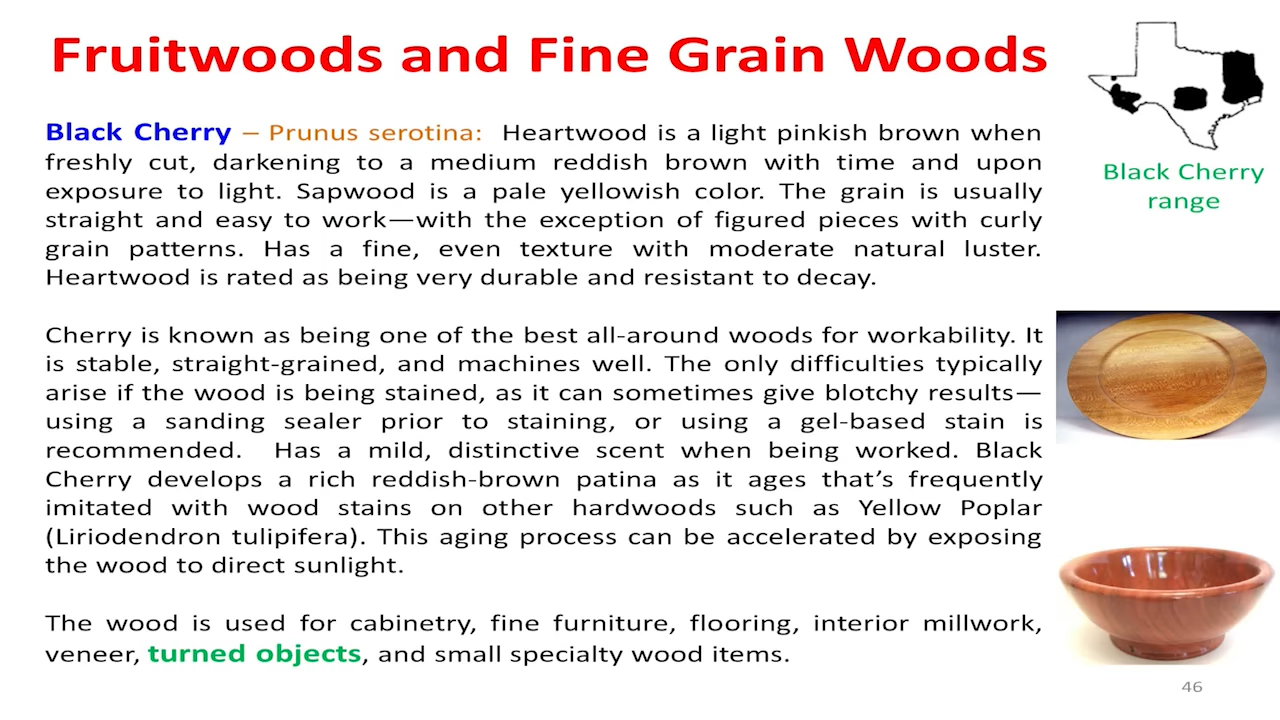 Fruitwoods and Fine Grain Woods
Black Cherry – Prunus serotina: Heartwood is a light pinkish brown when
freshly cut, darkening to a medium reddish brown with time and upon
exposure to light. Sapwood is a pale yellowish color. The grain is usually
straight and easy to work—with the exception of figured pieces with curly
grain patterns. Has a fine, even texture with moderate natural luster.
Heartwood is rated as being very durable and resistant to decay.
Cherry is known as being one of the best all-around woods for workability. It
is stable, straight-grained, and machines well. The only difficulties typically
arise if the wood is being stained, as it can sometimes give blotchy results—
using a sanding sealer prior to staining, or using a gel-based stain is
recommended. Has a mild, distinctive scent when being worked. Black
Cherry develops a rich reddish-brown patina as it ages that’s frequently
imitated with wood stains on other hardwoods such as Yellow Poplar
(Liriodendron tulipifera). This aging process can be accelerated by exposing
the wood to direct sunlight.
The wood is used for cabinetry, fine furniture, flooring, interior millwork,
veneer, turned objects, and small specialty wood items.
Black Cherry
range
46